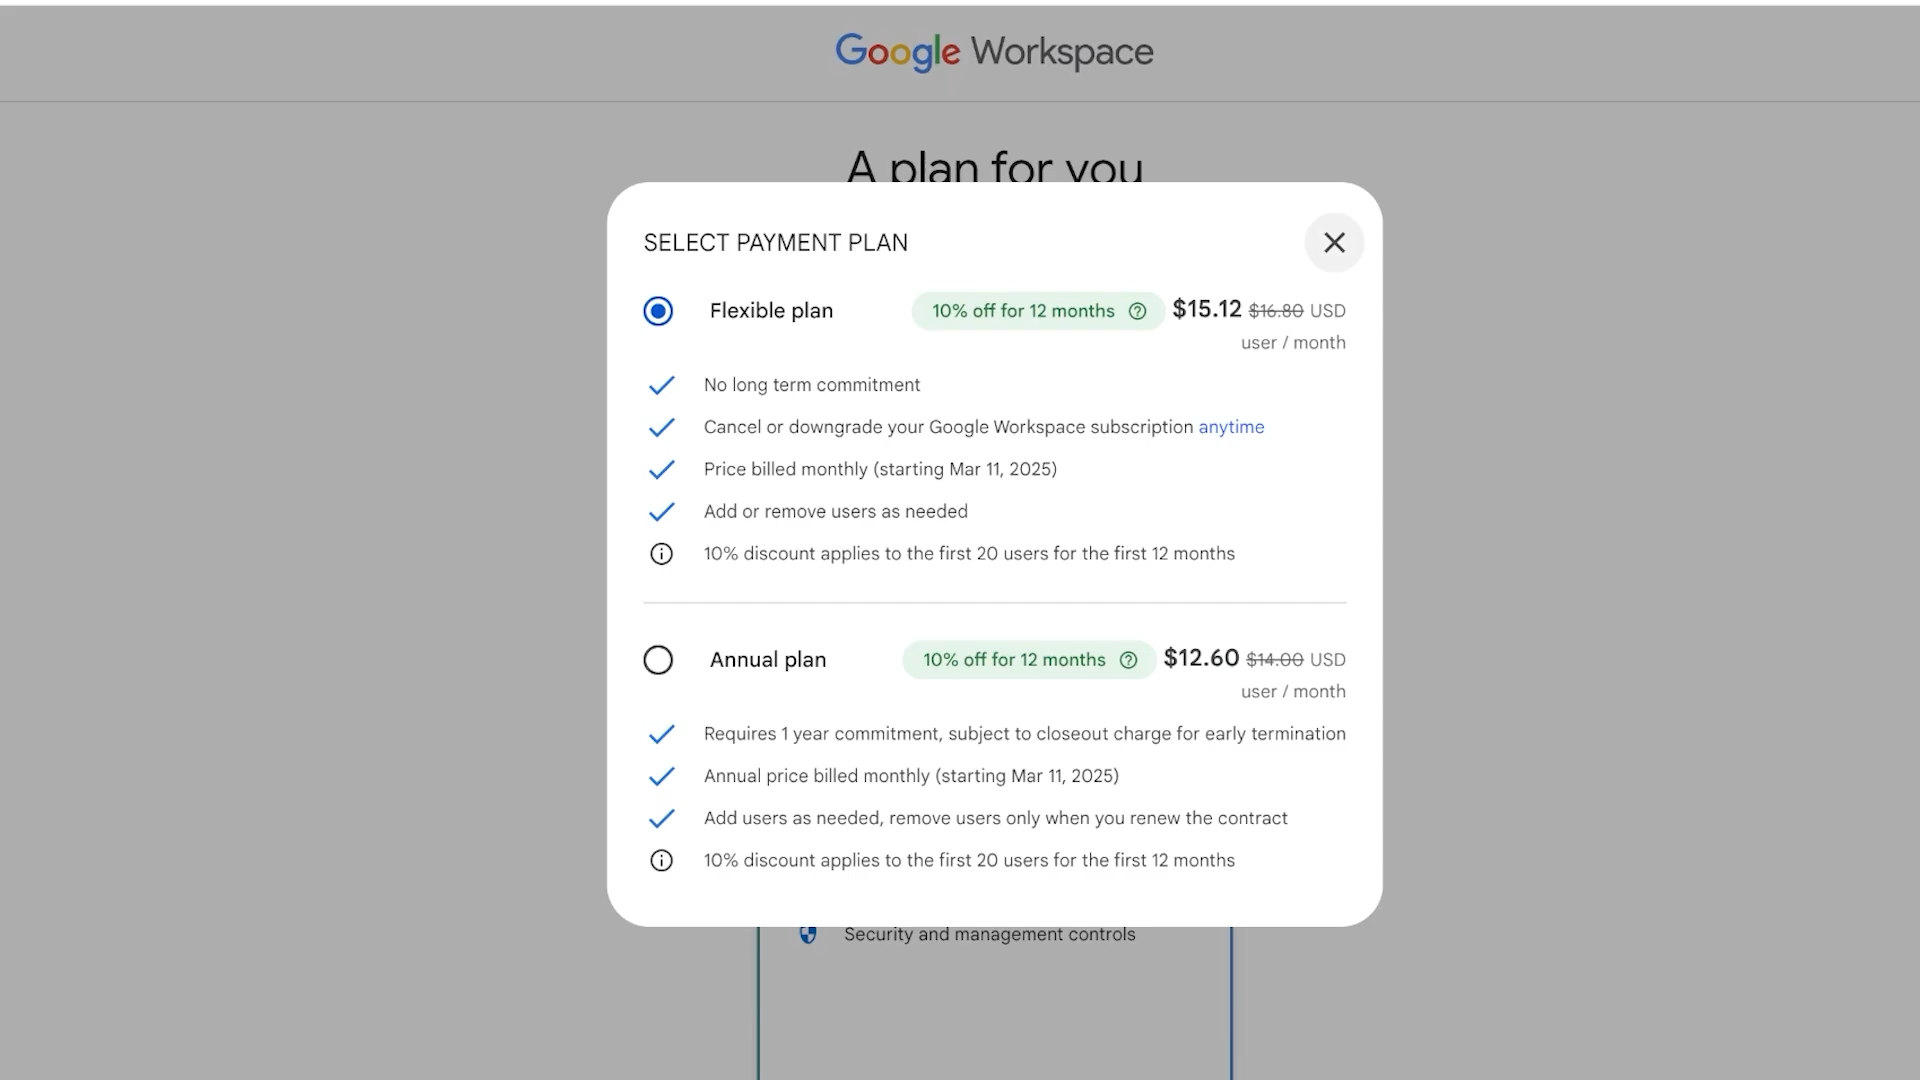 Google Workspace
A plan for you
SELECT PAYMENT PLAN
Flexible plan
10% off for 12 months
$15.12 $16.80 USD
user / month
No long term commitment
Cancel or downgrade your Google Workspace subscription anytime
Price billed monthly (starting Mar 11, 2025)
Add or remove users as needed
10% discount applies to the first 20 users for the first 12 months
Annual plan
10% off for 12 months
$12.60 $14.00 USD
user / month
Requires 1 year commitment, subject to closeout charge for early termination
Annual price billed monthly (starting Mar 11, 2025)
Add users as needed, remove users only when you renew the contract
10% discount applies to the first 20 users for the first 12 months
Security and management controls